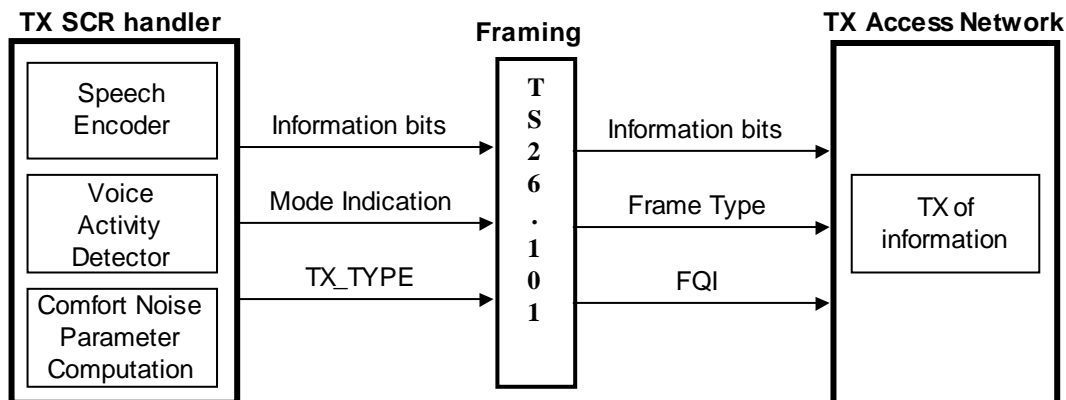 TX SCR handler
Framing
TX Access Network
Speech
Encoder
Voice
Activity
Detector
Comfort Noise
Parameter
Computation
Information bits
Mode Indication
TX_TYPE
T
S
2
6
.
1
0
1
Information bits
Frame Type
FQI
TX of
information